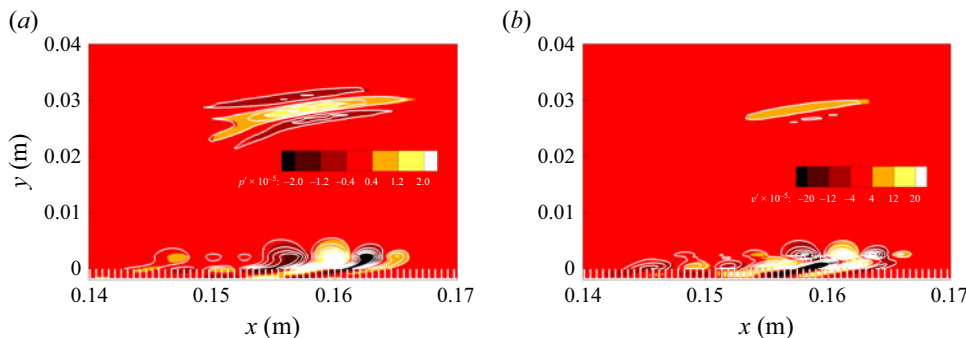 (a)
(b)
0.04
0.03
0.02
0.01
0
y (m)
p′ × 10⁻⁵: –2.0 –1.2 –0.4 0.4 1.2 2.0
0.14 0.15 0.16 0.17
x (m)
0.04
0.03
0.02
0.01
0
v′ × 10⁻⁵: –20 –12 –4 4 12 20
0.14 0.15 0.16 0.17
x (m)